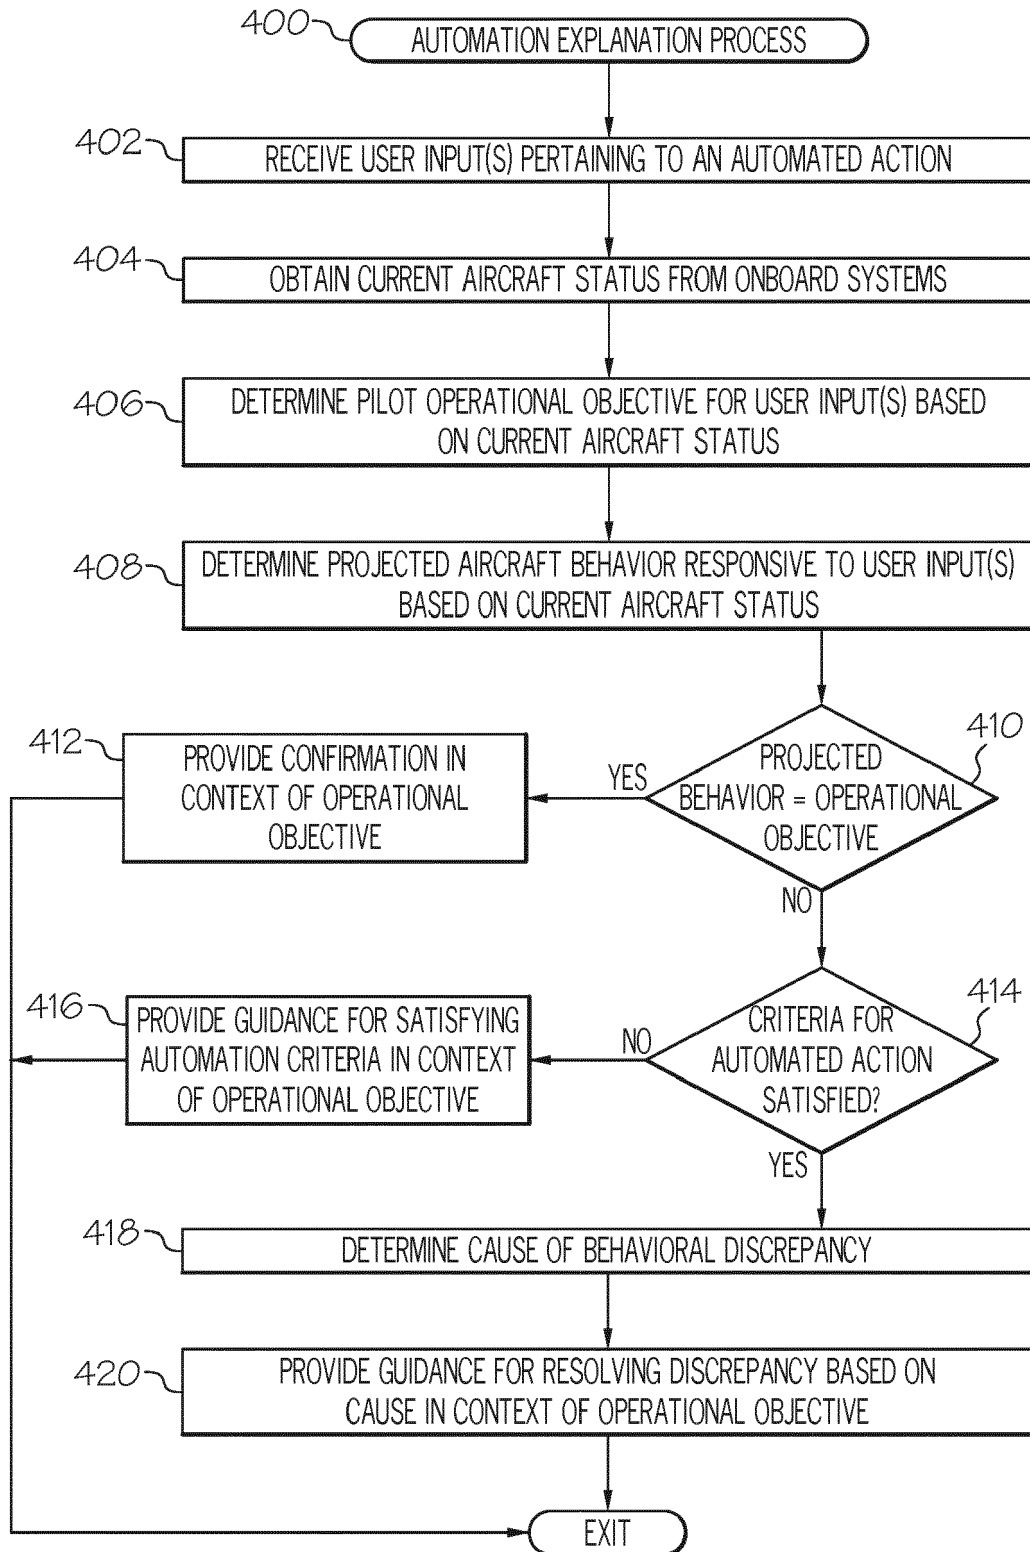 400
AUTOMATION EXPLANATION PROCESS
402
RECEIVE USER INPUT(S) PERTAINING TO AN AUTOMATED ACTION
404
OBTAIN CURRENT AIRCRAFT STATUS FROM ONBOARD SYSTEMS
406
DETERMINE PILOT OPERATIONAL OBJECTIVE FOR USER INPUT(S) BASED
ON CURRENT AIRCRAFT STATUS
408
DETERMINE PROJECTED AIRCRAFT BEHAVIOR RESPONSIVE TO USER INPUT(S)
BASED ON CURRENT AIRCRAFT STATUS
410
PROJECTED
BEHAVIOR = OPERATIONAL
OBJECTIVE
YES
412
PROVIDE CONFIRMATION IN
CONTEXT OF OPERATIONAL
OBJECTIVE
NO
414
CRITERIA FOR
AUTOMATED ACTION
SATISFIED?
NO
416
PROVIDE GUIDANCE FOR SATISFYING
AUTOMATION CRITERIA IN CONTEXT
OF OPERATIONAL OBJECTIVE
YES
418
DETERMINE CAUSE OF BEHAVIORAL DISCREPANCY
420
PROVIDE GUIDANCE FOR RESOLVING DISCREPANCY BASED ON
CAUSE IN CONTEXT OF OPERATIONAL OBJECTIVE
EXIT